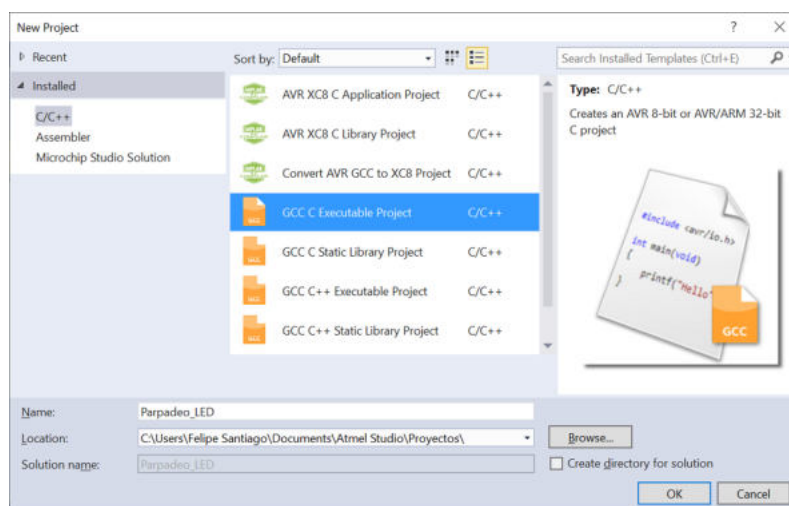 New Project
? ×
Recent
Sort by: Default
Search Installed Templates (Ctrl+E)
Installed
C/C++
Assembler
Microchip Studio Solution
AVR XC8 C Application Project C/C++
AVR XC8 C Library Project C/C++
Convert AVR GCC to XC8 Project C/C++
GCC GCC C Executable Project C/C++
GCC C Static Library Project C/C++
GCC C++ Executable Project C/C++
GCC C++ Static Library Project C/C++
Type: C/C++
Creates an AVR 8-bit or AVR/ARM 32-bit
C project
#include <avr/io.h>
int main(void)
{
printf("Hello"
}
GCC
Name: Parpadeo_LED
Location: C:\Users\Felipe Santiago\Documents\Atmel Studio\Proyectos\
Browse...
Solution name: Parpadeo_LED
Create directory for solution
OK Cancel